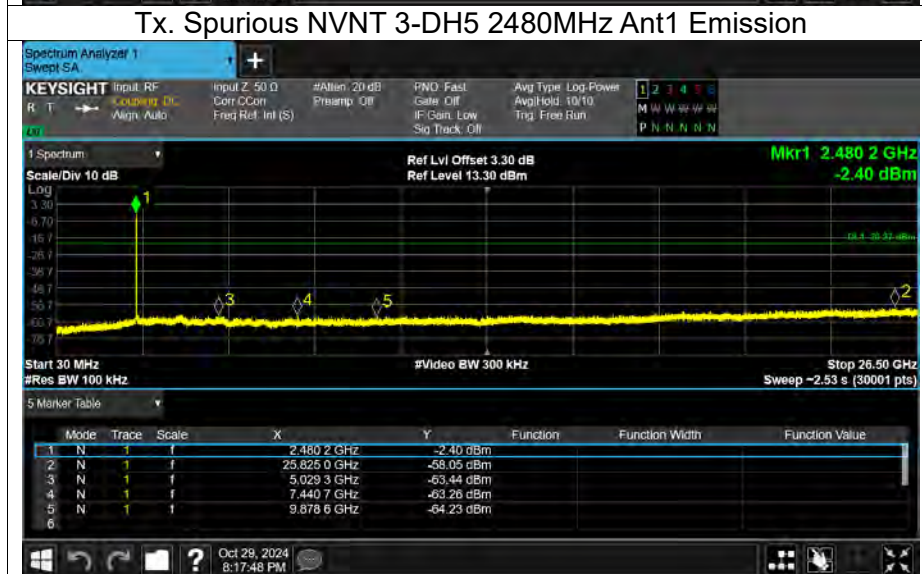 Tx. Spurious NVNT 3-DH5 2480MHz Ant1 Emission
Spectrum Analyzer 1
Swept SA
+
KEYSIGHT Input: RF Input Z: 50 Ω #Atten: 20 dB PNO: Fast Avg Type: Log-Power 1 2 3 4 5 6
R T Coupling: DC Corr CCorr Preamp: Off Gate: Off Avg|Hold: 10/10 M W W W W W
Align: Auto Freq Ref: Int (S) IF Gain: Low Trig: Free Run
Sig Track: Off P N N N N N
1 Spectrum Ref Lvl Offset 3.30 dB Mkr1 2.480 2 GHz
Scale/Div 10 dB Ref Level 13.30 dBm -2.40 dBm
Log
3.30
-6.70
-16.7
-26.7
-36.7
-46.7
-56.7
-66.7
-76.7
1
3
4
5
2
Start 30 MHz #Video BW 300 kHz Stop 26.50 GHz
#Res BW 100 kHz Sweep ~2.53 s (30001 pts)
5 Marker Table
Mode Trace Scale X Y Function Function Width Function Value
1 N 1 f 2.480 2 GHz -2.40 dBm
2 N 1 f 25.825 0 GHz -58.05 dBm
3 N 1 f 5.029 3 GHz -63.44 dBm
4 N 1 f 7.440 7 GHz -63.26 dBm
5 N 1 f 9.878 6 GHz -64.23 dBm
6
? Oct 29, 2024
8:17:48 PM